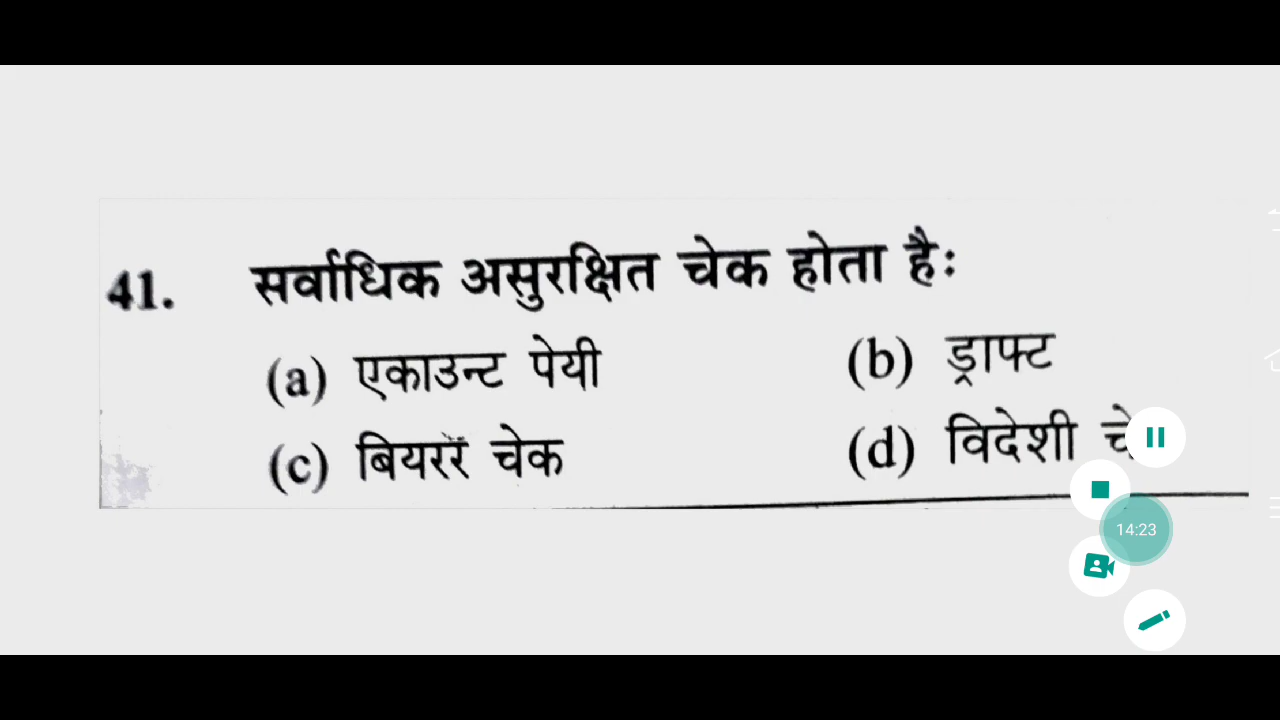 41. सर्वाधिक असुरक्षित चेक होता हैः
(a) एकाउन्ट पेयी (b) ड्राफ्ट
(c) बियररॅ चेक (d) विदेशी
14:23